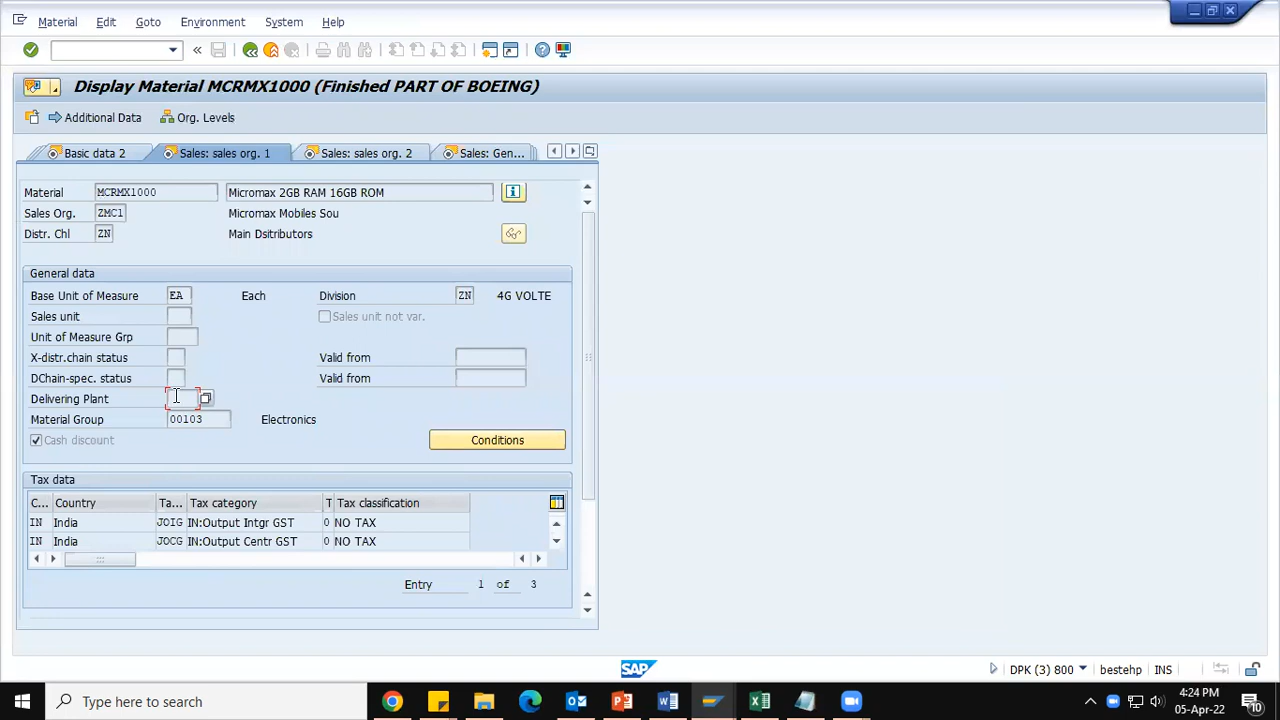 Material Edit Goto Environment System Help
Display Material MCRMX1000 (Finished PART OF BOEING)
Additional Data Org. Levels
Basic data 2 Sales: sales org. 1 Sales: sales org. 2 Sales: Gen...
Material MCRMX1000 Micromax 2GB RAM 16GB ROM
Sales Org. ZMC1 Micromax Mobiles Sou
Distr. Chl ZN Main Dsitributors
General data
Base Unit of Measure EA Each Division ZN 4G VOLTE
Sales unit Sales unit not var.
Unit of Measure Grp
X-distr.chain status Valid from
DChain-spec. status Valid from
Delivering Plant
Material Group 00103 Electronics
Cash discount Conditions
Tax data
C... Country Ta... Tax category T Tax classification
IN India JOIG IN:Output Intgr GST 0 NO TAX
IN India JOCG IN:Output Centr GST 0 NO TAX
Entry 1 of 3
SAP DPK (3) 800 bestehp INS
Type here to search
4:24 PM
05-Apr-22
10